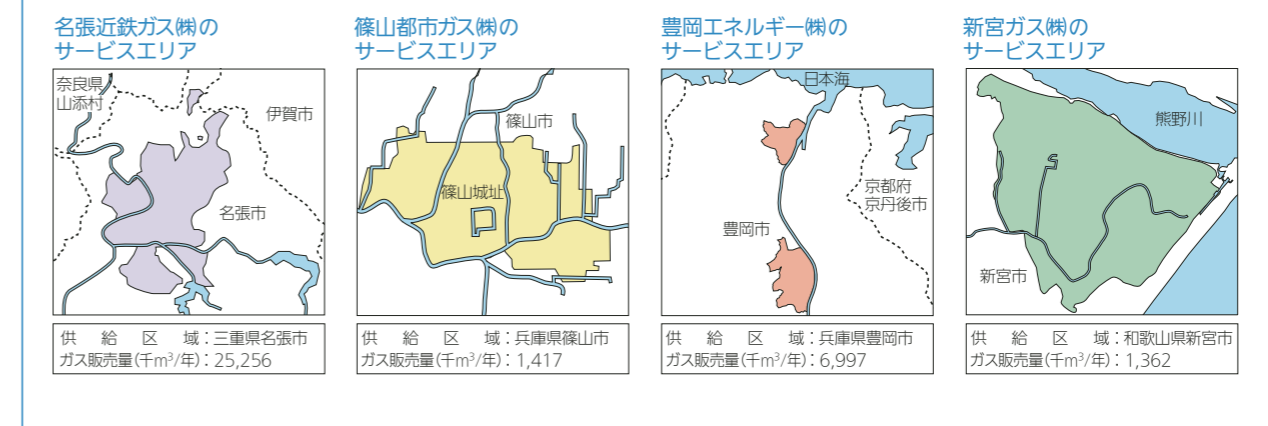 名張近鉄ガス㈱の
サービスエリア
奈良県
山添村
伊賀市
名張市
供給区域：三重県名張市
ガス販売量(千m³/年)：25,256
篠山都市ガス㈱の
サービスエリア
篠山市
篠山城址
供給区域：兵庫県篠山市
ガス販売量(千m³/年)：1,417
豊岡エネルギー㈱の
サービスエリア
日本海
京都府
京丹後市
豊岡市
供給区域：兵庫県豊岡市
ガス販売量(千m³/年)：6,997
新宮ガス㈱の
サービスエリア
熊野川
新宮市
供給区域：和歌山県新宮市
ガス販売量(千m³/年)：1,362